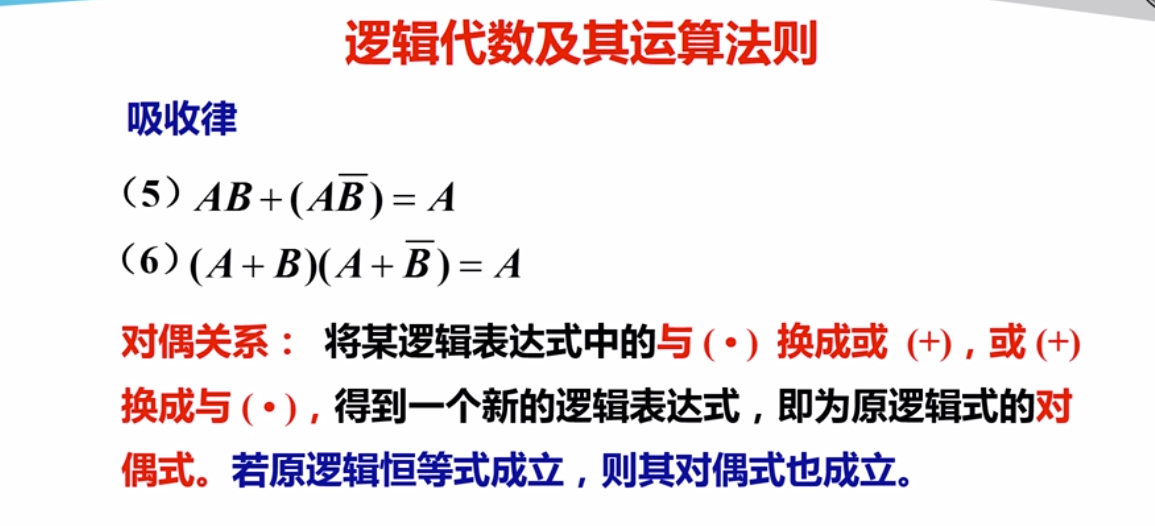 逻辑代数及其运算法则
吸收律
（5）AB+(AB̅)=A
（6）(A+B)(A+B̅)=A
对偶关系： 将某逻辑表达式中的与(•) 换成或 (+)，或(+)
换成与(•)，得到一个新的逻辑表达式，即为原逻辑式的对
偶式。若原逻辑恒等式成立，则其对偶式也成立。